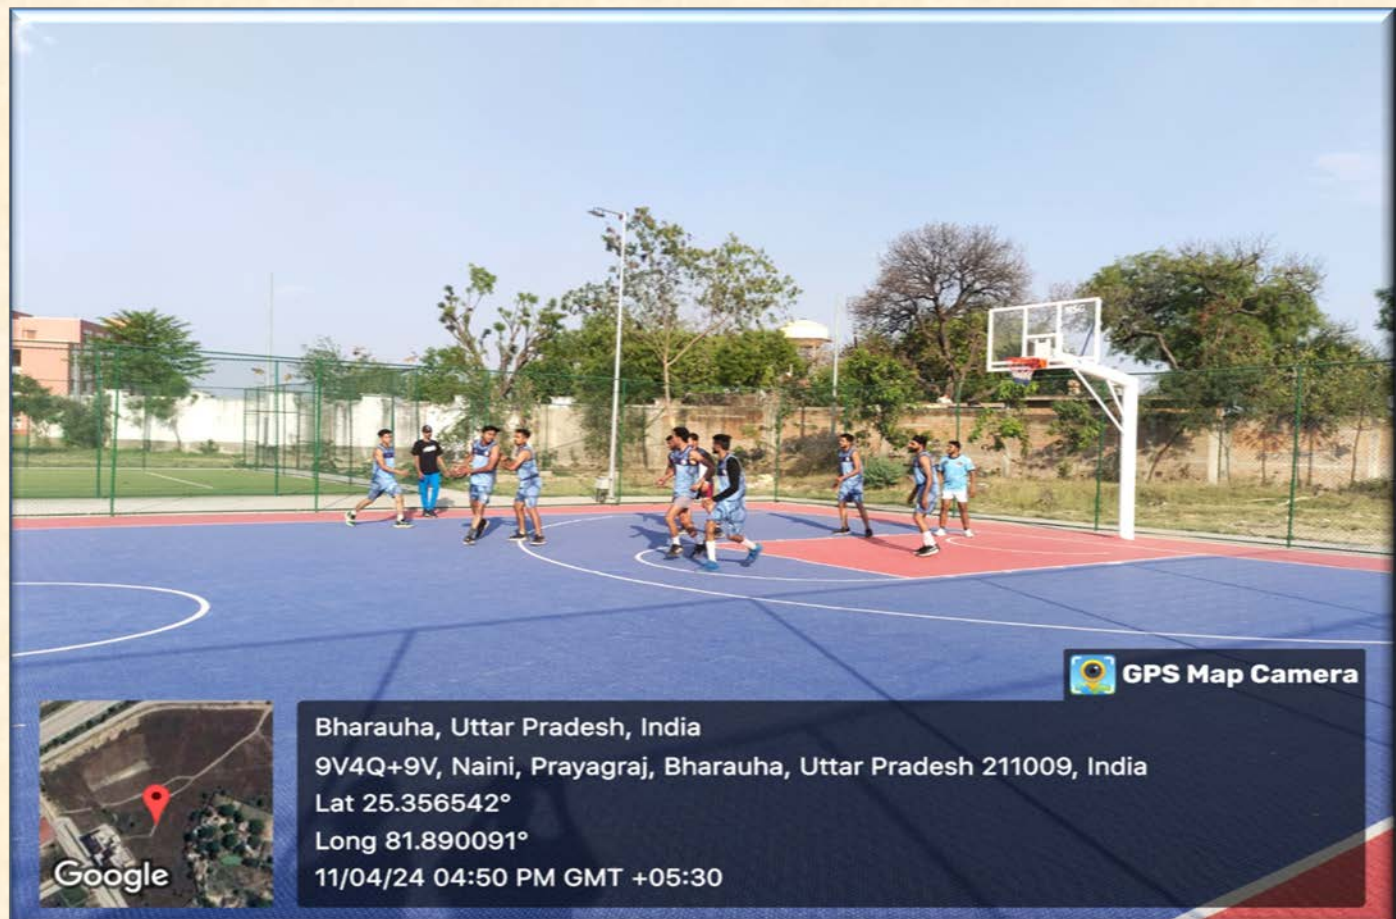 GPS Map Camera
Bharauha, Uttar Pradesh, India
9V4Q+9V, Naini, Prayagraj, Bharauha, Uttar Pradesh 211009, India
Lat 25.356542°
Long 81.890091°
11/04/24 04:50 PM GMT +05:30
Google